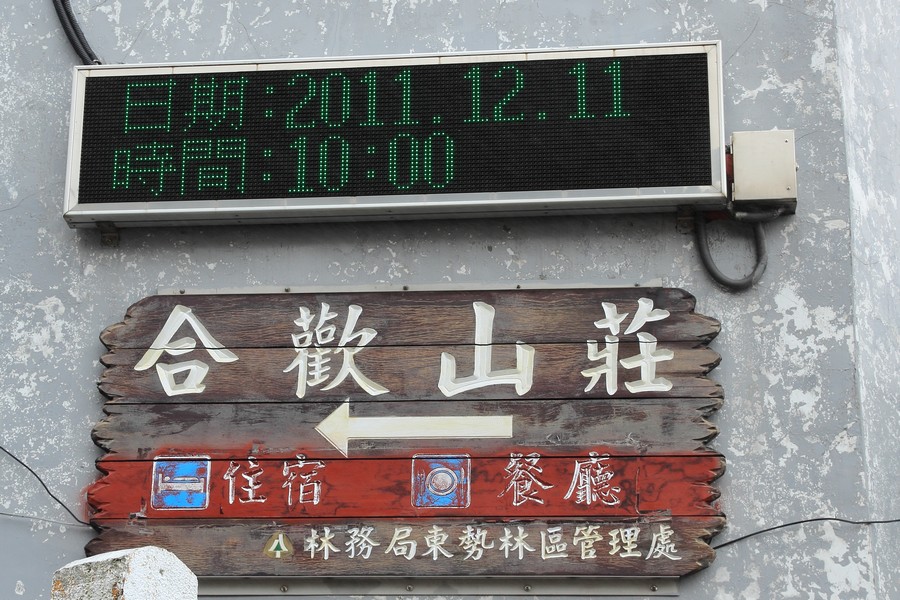 日期:2011.12.11
時間:10:00
合歡山莊
住宿 餐廳
林務局東勢林區管理處